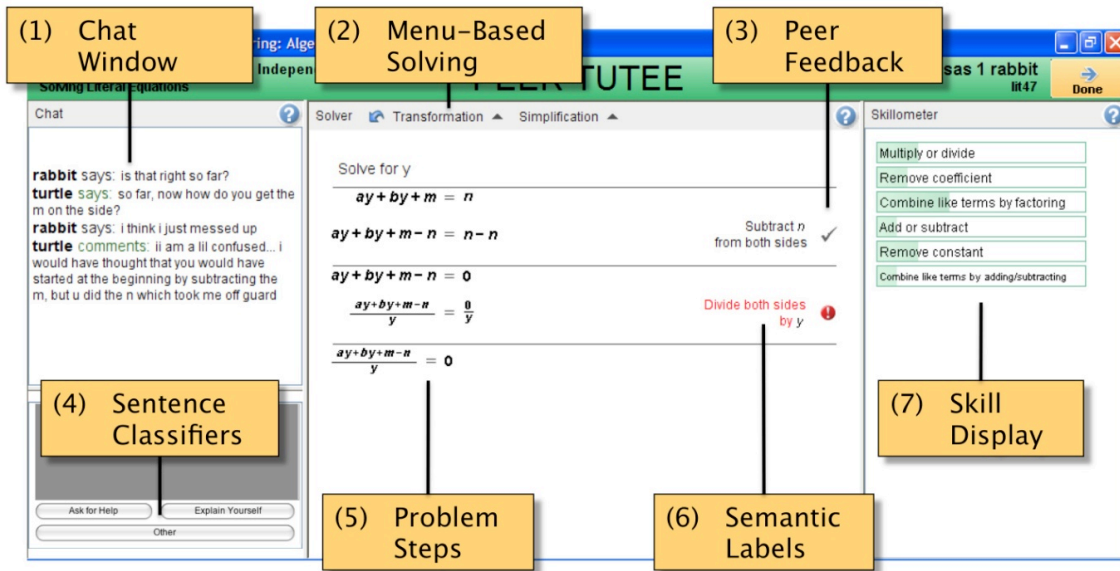 (1) Chat Window
(2) Menu-Based Solving
(3) Peer Feedback
ring: Alge
Indepen
PEER TUTEE
sas 1 rabbit
Solving Literal Equations
lit47
Done
Chat
Solver Transformation Simplification
Skillometer
rabbit says: is that right so far?
turtle says: so far, now how do you get the
m on the side?
rabbit says: i think i just messed up
turtle comments: ii am a lil confused... i
would have thought that you would have
started at the beginning by subtracting the
m, but u did the n which took me off guard
Solve for y
ay + by + m = n
ay + by + m - n = n - n
Subtract n
from both sides
ay + by + m - n = 0
ay+by+m-n / y = 0 / y
Divide both sides
by y
ay+by+m-n / y = 0
Multiply or divide
Remove coefficient
Combine like terms by factoring
Add or subtract
Remove constant
Combine like terms by adding/subtracting
(4) Sentence Classifiers
Ask for Help
Explain Yourself
Other
(5) Problem Steps
(6) Semantic Labels
(7) Skill Display